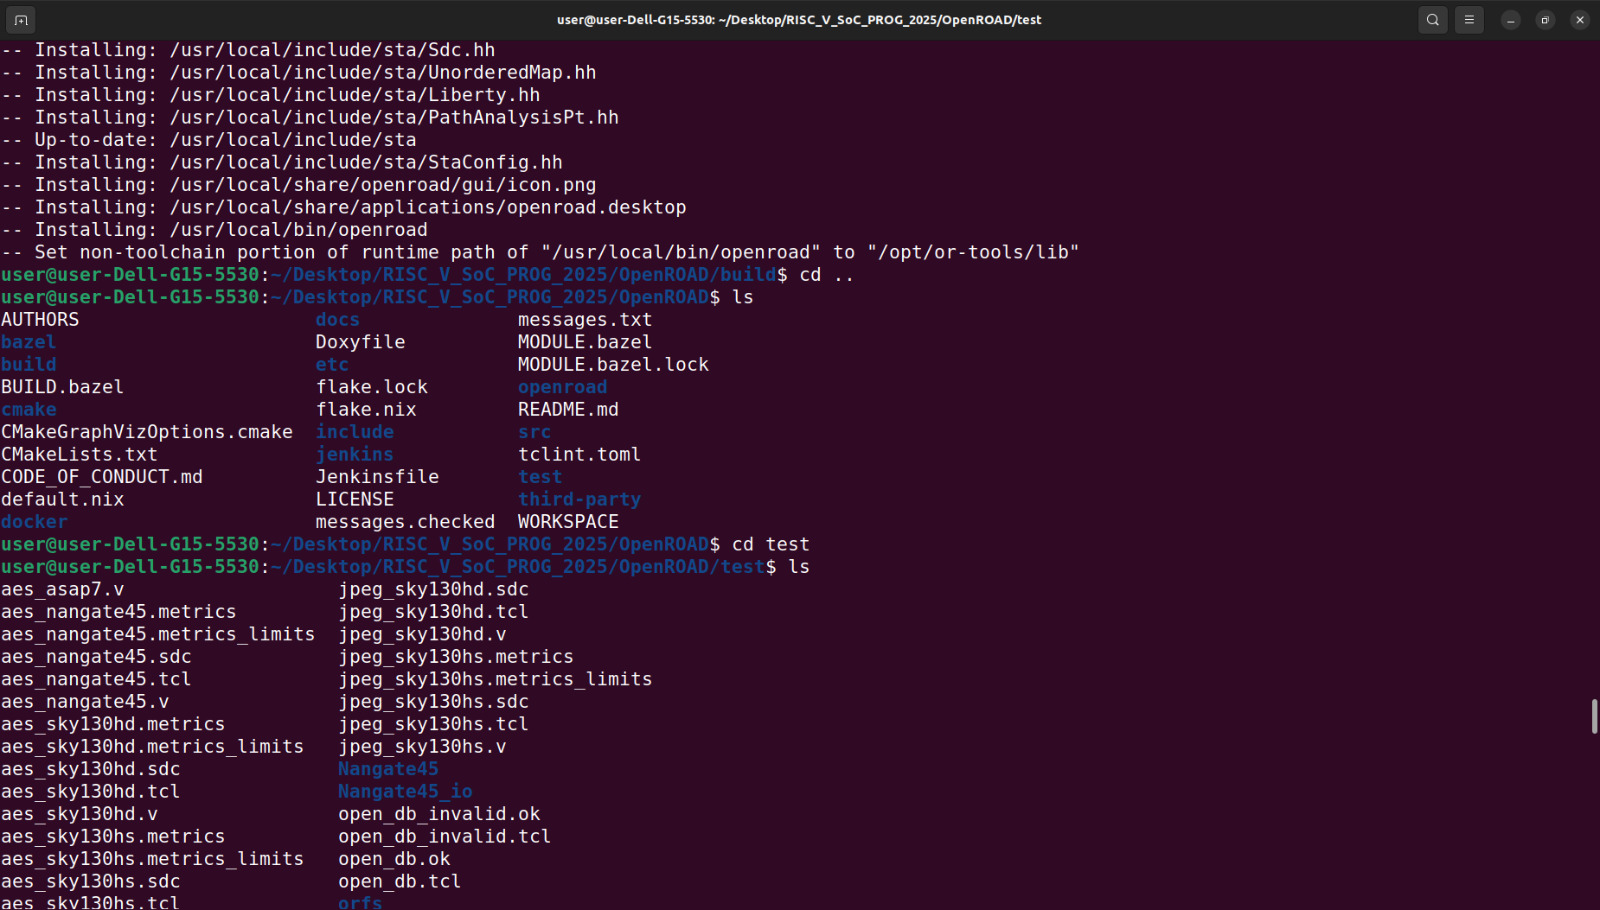 user@user-Dell-G15-5530: ~/Desktop/RISC_V_SoC_PROG_2025/OpenROAD/test
-- Installing: /usr/local/include/sta/Sdc.hh
-- Installing: /usr/local/include/sta/UnorderedMap.hh
-- Installing: /usr/local/include/sta/Liberty.hh
-- Installing: /usr/local/include/sta/PathAnalysisPt.hh
-- Up-to-date: /usr/local/include/sta
-- Installing: /usr/local/include/sta/StaConfig.hh
-- Installing: /usr/local/share/openroad/gui/icon.png
-- Installing: /usr/local/share/applications/openroad.desktop
-- Installing: /usr/local/bin/openroad
-- Set non-toolchain portion of runtime path of "/usr/local/bin/openroad" to "/opt/or-tools/lib"
user@user-Dell-G15-5530:~/Desktop/RISC_V_SoC_PROG_2025/OpenROAD/build$ cd ..
user@user-Dell-G15-5530:~/Desktop/RISC_V_SoC_PROG_2025/OpenROAD$ ls
AUTHORS docs messages.txt
bazel Doxyfile MODULE.bazel
build etc MODULE.bazel.lock
BUILD.bazel flake.lock openroad
cmake flake.nix README.md
CMakeGraphVizOptions.cmake include src
CMakeLists.txt jenkins tclint.toml
CODE_OF_CONDUCT.md Jenkinsfile test
default.nix LICENSE third-party
docker messages.checked WORKSPACE
user@user-Dell-G15-5530:~/Desktop/RISC_V_SoC_PROG_2025/OpenROAD$ cd test
user@user-Dell-G15-5530:~/Desktop/RISC_V_SoC_PROG_2025/OpenROAD/test$ ls
aes_asap7.v jpeg_sky130hd.sdc
aes_nangate45.metrics jpeg_sky130hd.tcl
aes_nangate45.metrics_limits jpeg_sky130hd.v
aes_nangate45.sdc jpeg_sky130hs.metrics
aes_nangate45.tcl jpeg_sky130hs.metrics_limits
aes_nangate45.v jpeg_sky130hs.sdc
aes_sky130hd.metrics jpeg_sky130hs.tcl
aes_sky130hd.metrics_limits jpeg_sky130hs.v
aes_sky130hd.sdc Nangate45
aes_sky130hd.tcl Nangate45_io
aes_sky130hd.v open_db_invalid.ok
aes_sky130hs.metrics open_db_invalid.tcl
aes_sky130hs.metrics_limits open_db.ok
aes_sky130hs.sdc open_db.tcl
aes_sky130hs.tcl orfs